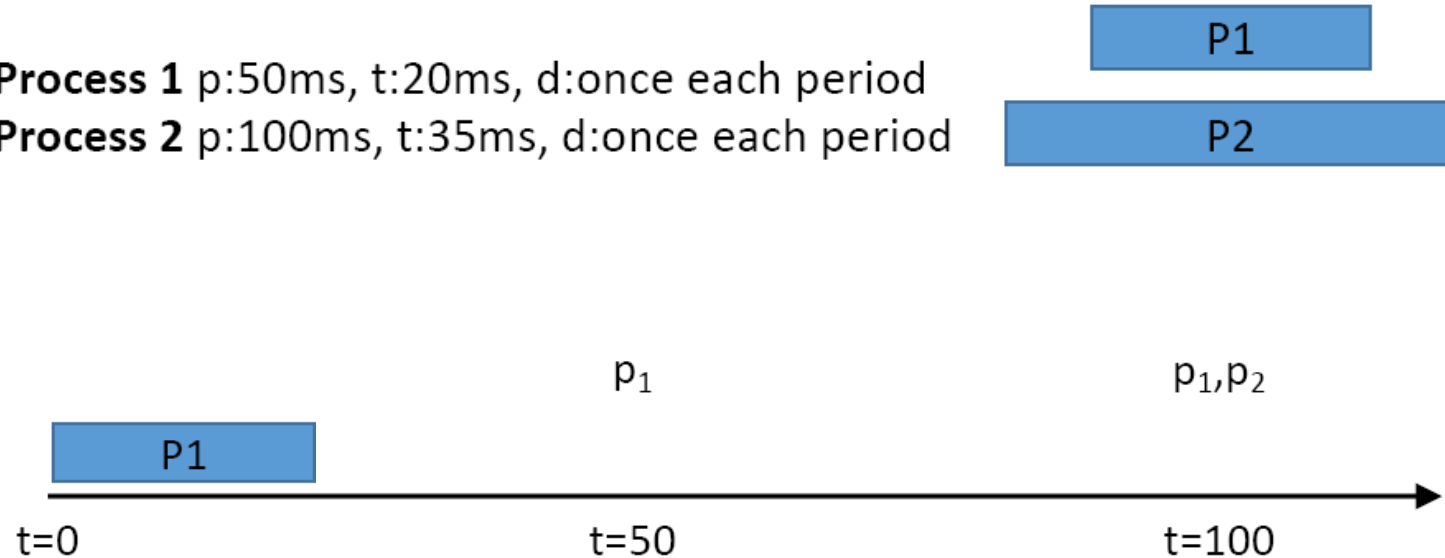 P1
Process 1 p:50ms, t:20ms, d:once each period
Process 2 p:100ms, t:35ms, d:once each period
P2
p₁
p₁,p₂
P1
t=0
t=50
t=100